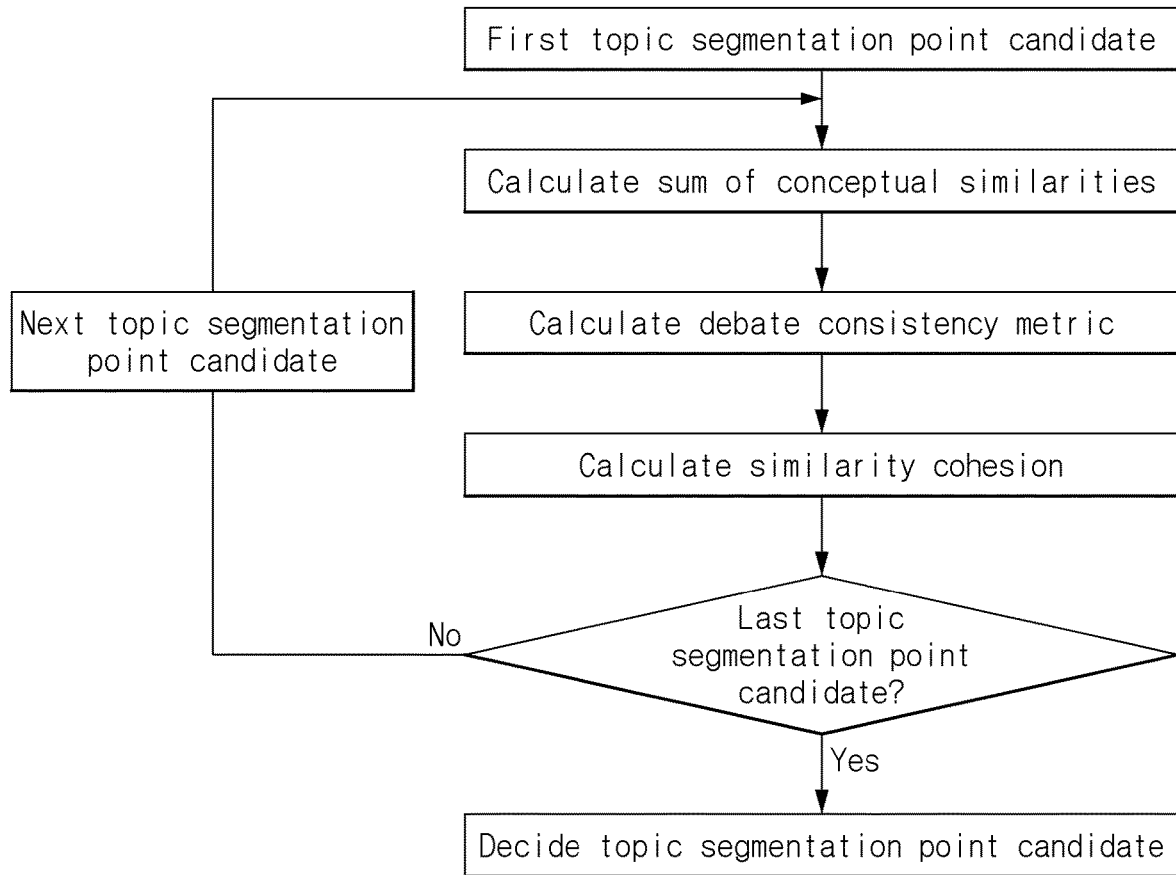 First topic segmentation point candidate
Calculate sum of conceptual similarities
Next topic segmentation
point candidate
Calculate debate consistency metric
Calculate similarity cohesion
No
Last topic
segmentation point
candidate?
Yes
Decide topic segmentation point candidate